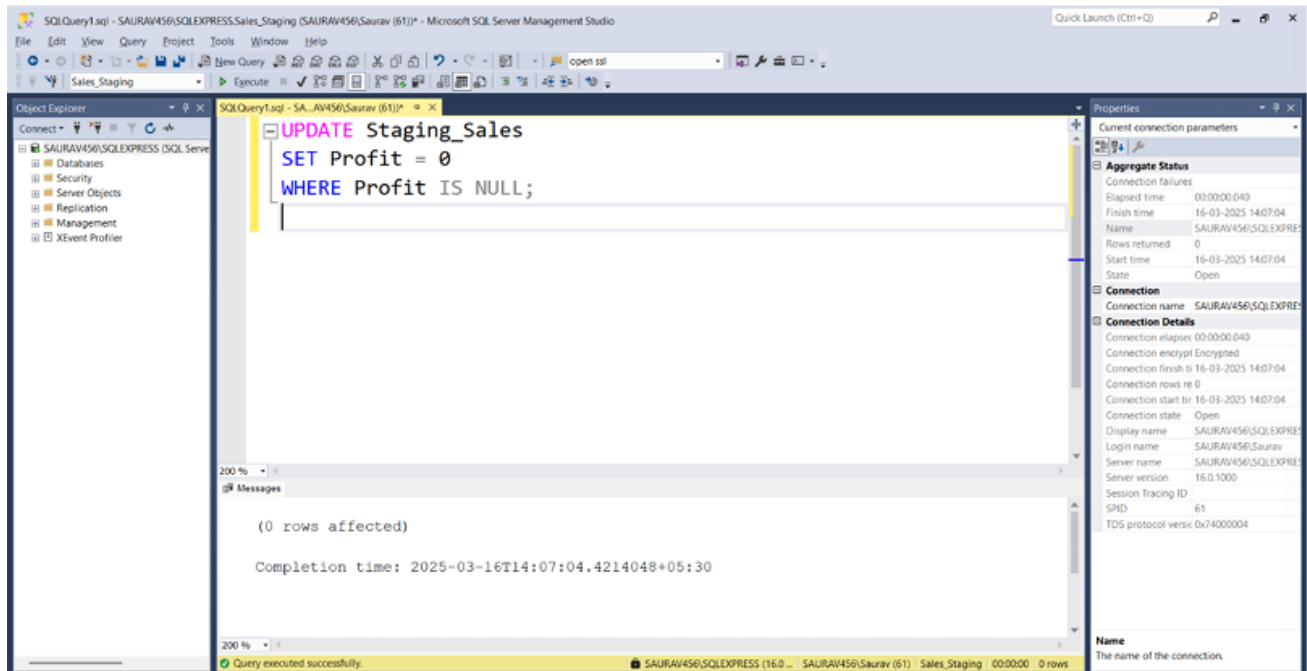 SQLQuery1.sql - SAURAV456\SQLEXPRESS.Sales_Staging (SAURAV456\Saurav (61))* - Microsoft SQL Server Management Studio
Quick Launch (Ctrl+Q)
File Edit View Query Project Tools Window Help
New Query
open ssl
Sales_Staging
Execute
Object Explorer
Connect
SAURAV456\SQLEXPRESS (SQL Serve
Databases
Security
Server Objects
Replication
Management
XEvent Profiler
SQLQuery1.sql - SA...AV456\Saurav (61))*
UPDATE Staging_Sales
SET Profit = 0
WHERE Profit IS NULL;
200 %
Messages
(0 rows affected)
Completion time: 2025-03-16T14:07:04.4214048+05:30
200 %
Query executed successfully.
SAURAV456\SQLEXPRESS (16.0 ... SAURAV456\Saurav (61) Sales_Staging 00:00:00 0 rows
Properties
Current connection parameters
Aggregate Status
Connection failures
Elapsed time 00:00:00.040
Finish time 16-03-2025 14:07:04
Name SAURAV456\SQLEXPRE
Rows returned 0
Start time 16-03-2025 14:07:04
State Open
Connection
Connection name SAURAV456\SQLEXPRE
Connection Details
Connection elapsec 00:00:00.040
Connection encrypt Encrypted
Connection finish ti 16-03-2025 14:07:04
Connection rows re 0
Connection start tir 16-03-2025 14:07:04
Connection state Open
Display name SAURAV456\SQLEXPRE
Login name SAURAV456\Saurav
Server name SAURAV456\SQLEXPRE
Server version 16.0.1000
Session Tracing ID
SPID 61
TDS protocol versic 0x74000004
Name
The name of the connection.